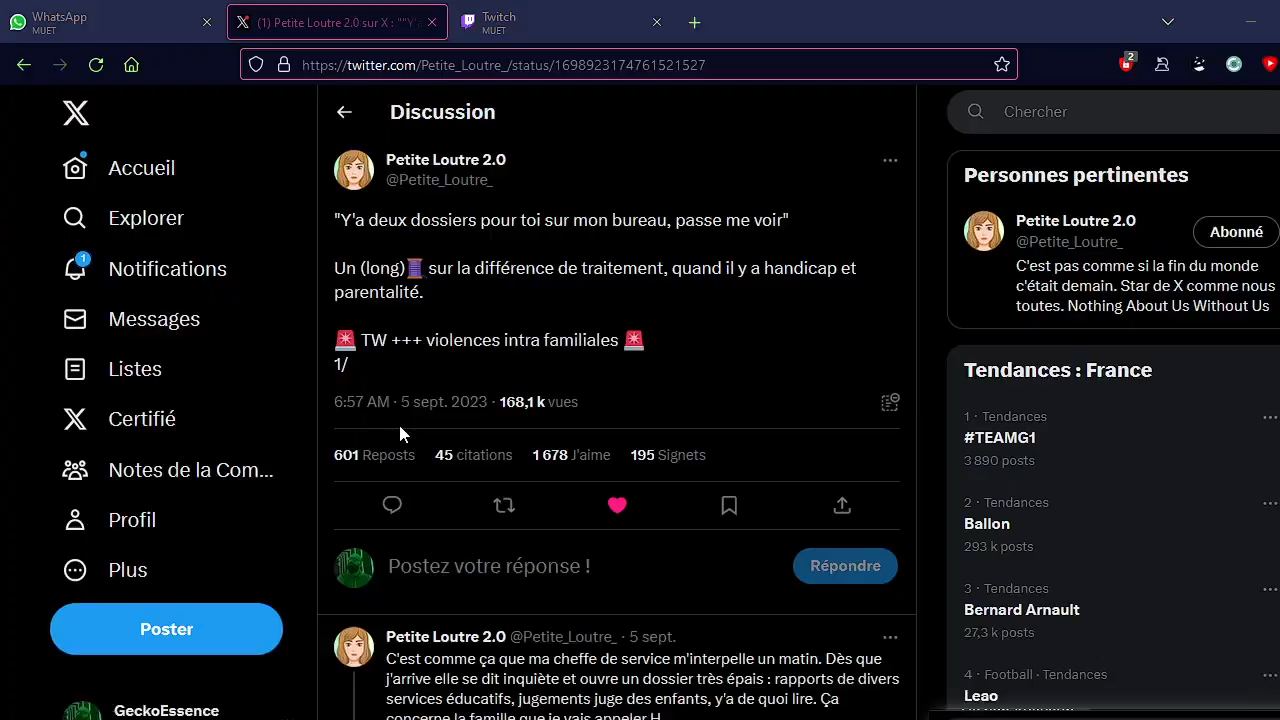 WhatsApp
MUET
(1) Petite Loutre 2.0 sur X : ""Y'
Twitch
MUET
https://twitter.com/Petite_Loutre_/status/1698923174761521527
2
Accueil
Explorer
1
Notifications
Messages
Listes
Certifié
Notes de la Com...
Profil
Plus
Poster
GeckoEssence
Discussion
Petite Loutre 2.0
@Petite_Loutre_
"Y'a deux dossiers pour toi sur mon bureau, passe me voir"
Un (long)🧵 sur la différence de traitement, quand il y a handicap et
parentalité.
🚨 TW +++ violences intra familiales 🚨
1/
6:57 AM · 5 sept. 2023 · 168,1 k vues
601 Reposts 45 citations 1 678 J'aime 195 Signets
Postez votre réponse !
Répondre
Petite Loutre 2.0 @Petite_Loutre_ · 5 sept.
C'est comme ça que ma cheffe de service m'interpelle un matin. Dès que
j'arrive elle se dit inquiète et ouvre un dossier très épais : rapports de divers
services éducatifs, jugements juge des enfants, y'a de quoi lire. Ça
concerne la famille que je vais appeler H.
Chercher
Personnes pertinentes
Petite Loutre 2.0
@Petite_Loutre_
Abonné
C'est pas comme si la fin du monde
c'était demain. Star de X comme nous
toutes. Nothing About Us Without Us
Tendances : France
1 · Tendances
#TEAMG1
3 890 posts
2 · Tendances
Ballon
293 k posts
3 · Tendances
Bernard Arnault
27,3 k posts
4 · Football · Tendances
Leao